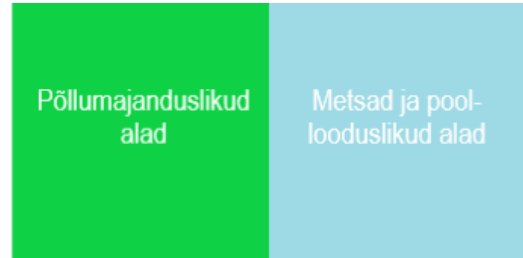 Põllumajanduslikud
alad
Metsad ja pool-
looduslikud alad